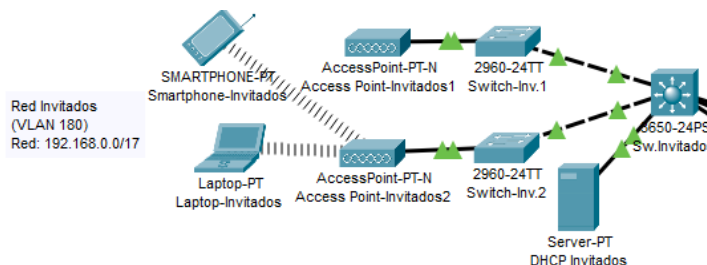 Red Invitados
(VLAN 180)
Red: 192.168.0.0/17
SMARTPHONE-PT
Smartphone-Invitados
Laptop-PT
Laptop-Invitados
AccessPoint-PT-N
Access Point-Invitados1
AccessPoint-PT-N
Access Point-Invitados2
2960-24TT
Switch-Inv.1
2960-24TT
Switch-Inv.2
3650-24PS
Sw.Invitado
Server-PT
DHCP Invitados